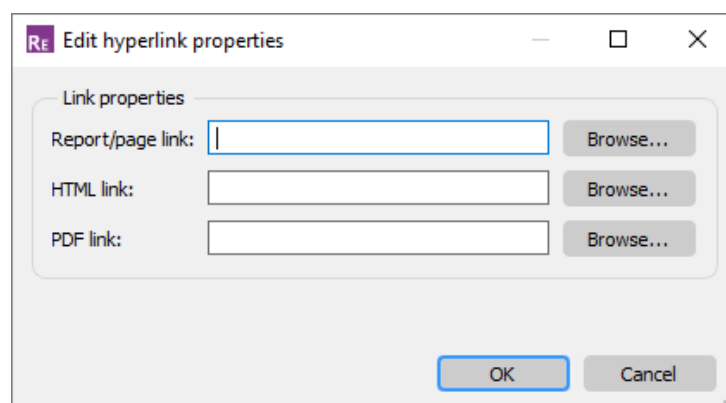 RE Edit hyperlink properties
Link properties
Report/page link: Browse...
HTML link: Browse...
PDF link: Browse...
OK Cancel